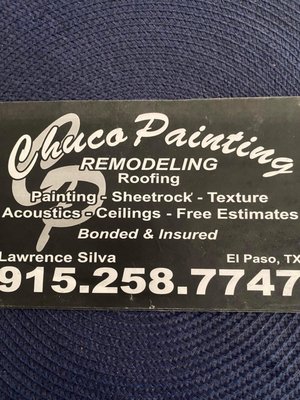 Chuco Painting
REMODELING
Roofing
Painting - Sheetrock - Texture
Acoustics - Ceilings - Free Estimates
Bonded & Insured
Lawrence Silva El Paso, TX
915.258.7747